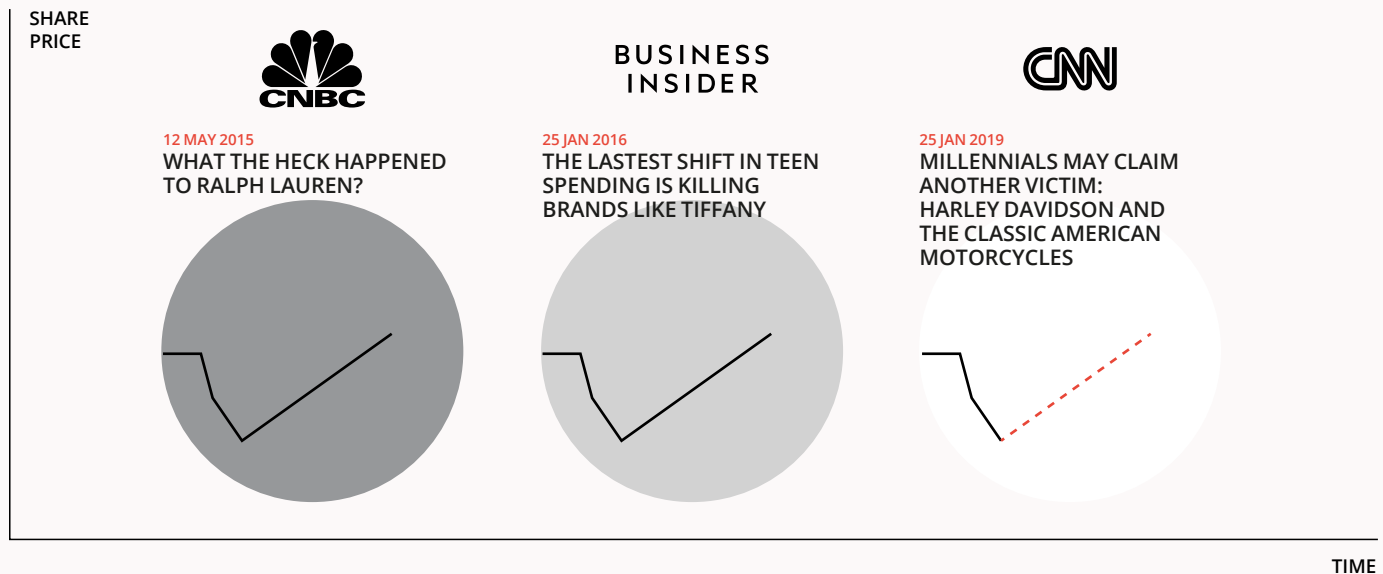 SHARE
PRICE
CNBC
BUSINESS
INSIDER
CNN
12 MAY 2015
WHAT THE HECK HAPPENED
TO RALPH LAUREN?
25 JAN 2016
THE LASTEST SHIFT IN TEEN
SPENDING IS KILLING
BRANDS LIKE TIFFANY
25 JAN 2019
MILLENNIALS MAY CLAIM
ANOTHER VICTIM:
HARLEY DAVIDSON AND
THE CLASSIC AMERICAN
MOTORCYCLES
TIME